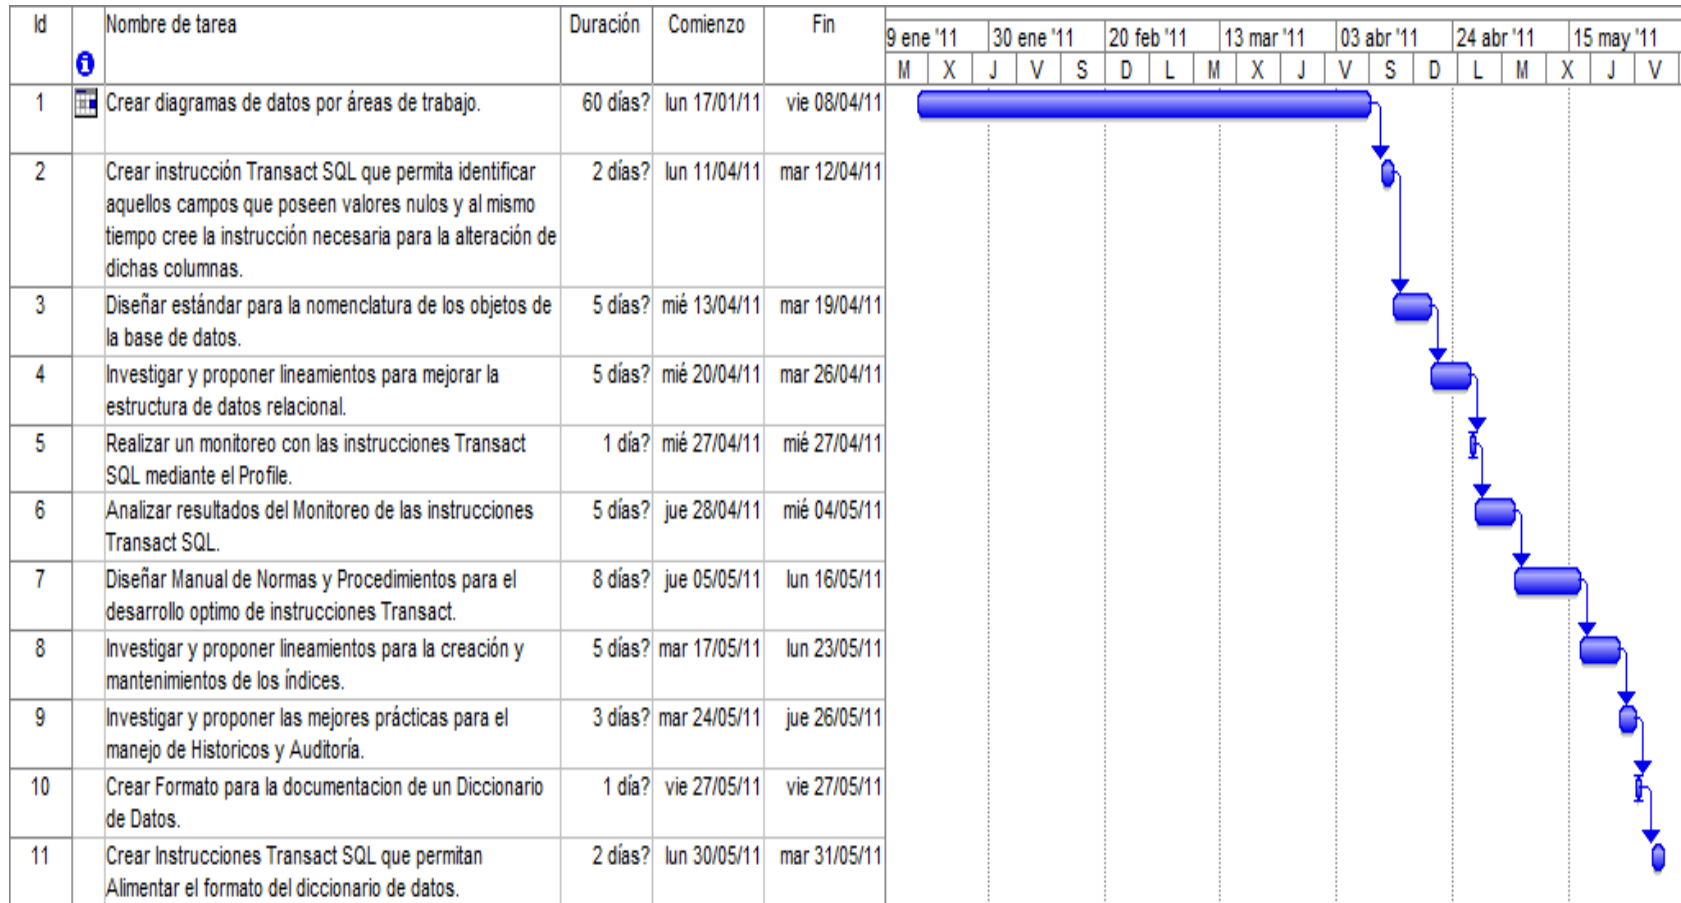 Id Nombre de tarea Duración Comienzo Fin
9 ene '11 30 ene '11 20 feb '11 13 mar '11 03 abr '11 24 abr '11 15 may '11
M X J V S D L M X J V S D L M X J V
1 Crear diagramas de datos por áreas de trabajo. 60 días? lun 17/01/11 vie 08/04/11
2 Crear instrucción Transact SQL que permita identificar 2 días? lun 11/04/11 mar 12/04/11
aquellos campos que poseen valores nulos y al mismo
tiempo cree la instrucción necesaria para la alteración de
dichas columnas.
3 Diseñar estándar para la nomenclatura de los objetos de 5 días? mié 13/04/11 mar 19/04/11
la base de datos.
4 Investigar y proponer lineamientos para mejorar la 5 días? mié 20/04/11 mar 26/04/11
estructura de datos relacional.
5 Realizar un monitoreo con las instrucciones Transact 1 día? mié 27/04/11 mié 27/04/11
SQL mediante el Profile.
6 Analizar resultados del Monitoreo de las instrucciones 5 días? jue 28/04/11 mié 04/05/11
Transact SQL.
7 Diseñar Manual de Normas y Procedimientos para el 8 días? jue 05/05/11 lun 16/05/11
desarrollo optimo de instrucciones Transact.
8 Investigar y proponer lineamientos para la creación y 5 días? mar 17/05/11 lun 23/05/11
mantenimientos de los índices.
9 Investigar y proponer las mejores prácticas para el 3 días? mar 24/05/11 jue 26/05/11
manejo de Historicos y Auditoría.
10 Crear Formato para la documentacion de un Diccionario 1 día? vie 27/05/11 vie 27/05/11
de Datos.
11 Crear Instrucciones Transact SQL que permitan 2 días? lun 30/05/11 mar 31/05/11
Alimentar el formato del diccionario de datos.